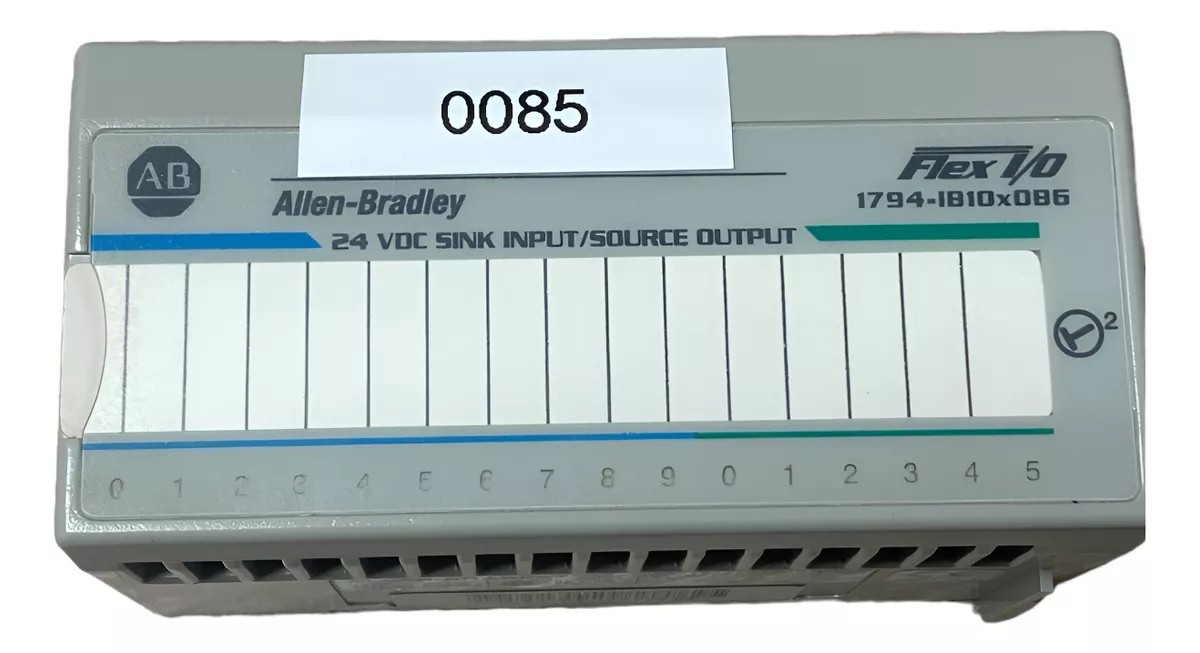 0085
AB
Allen-Bradley
Flex I/O
1794-IB10xOB6
24 VDC SINK INPUT/SOURCE OUTPUT
2
0 1 2 3 4 5 6 7 8 9 0 1 2 3 4 5